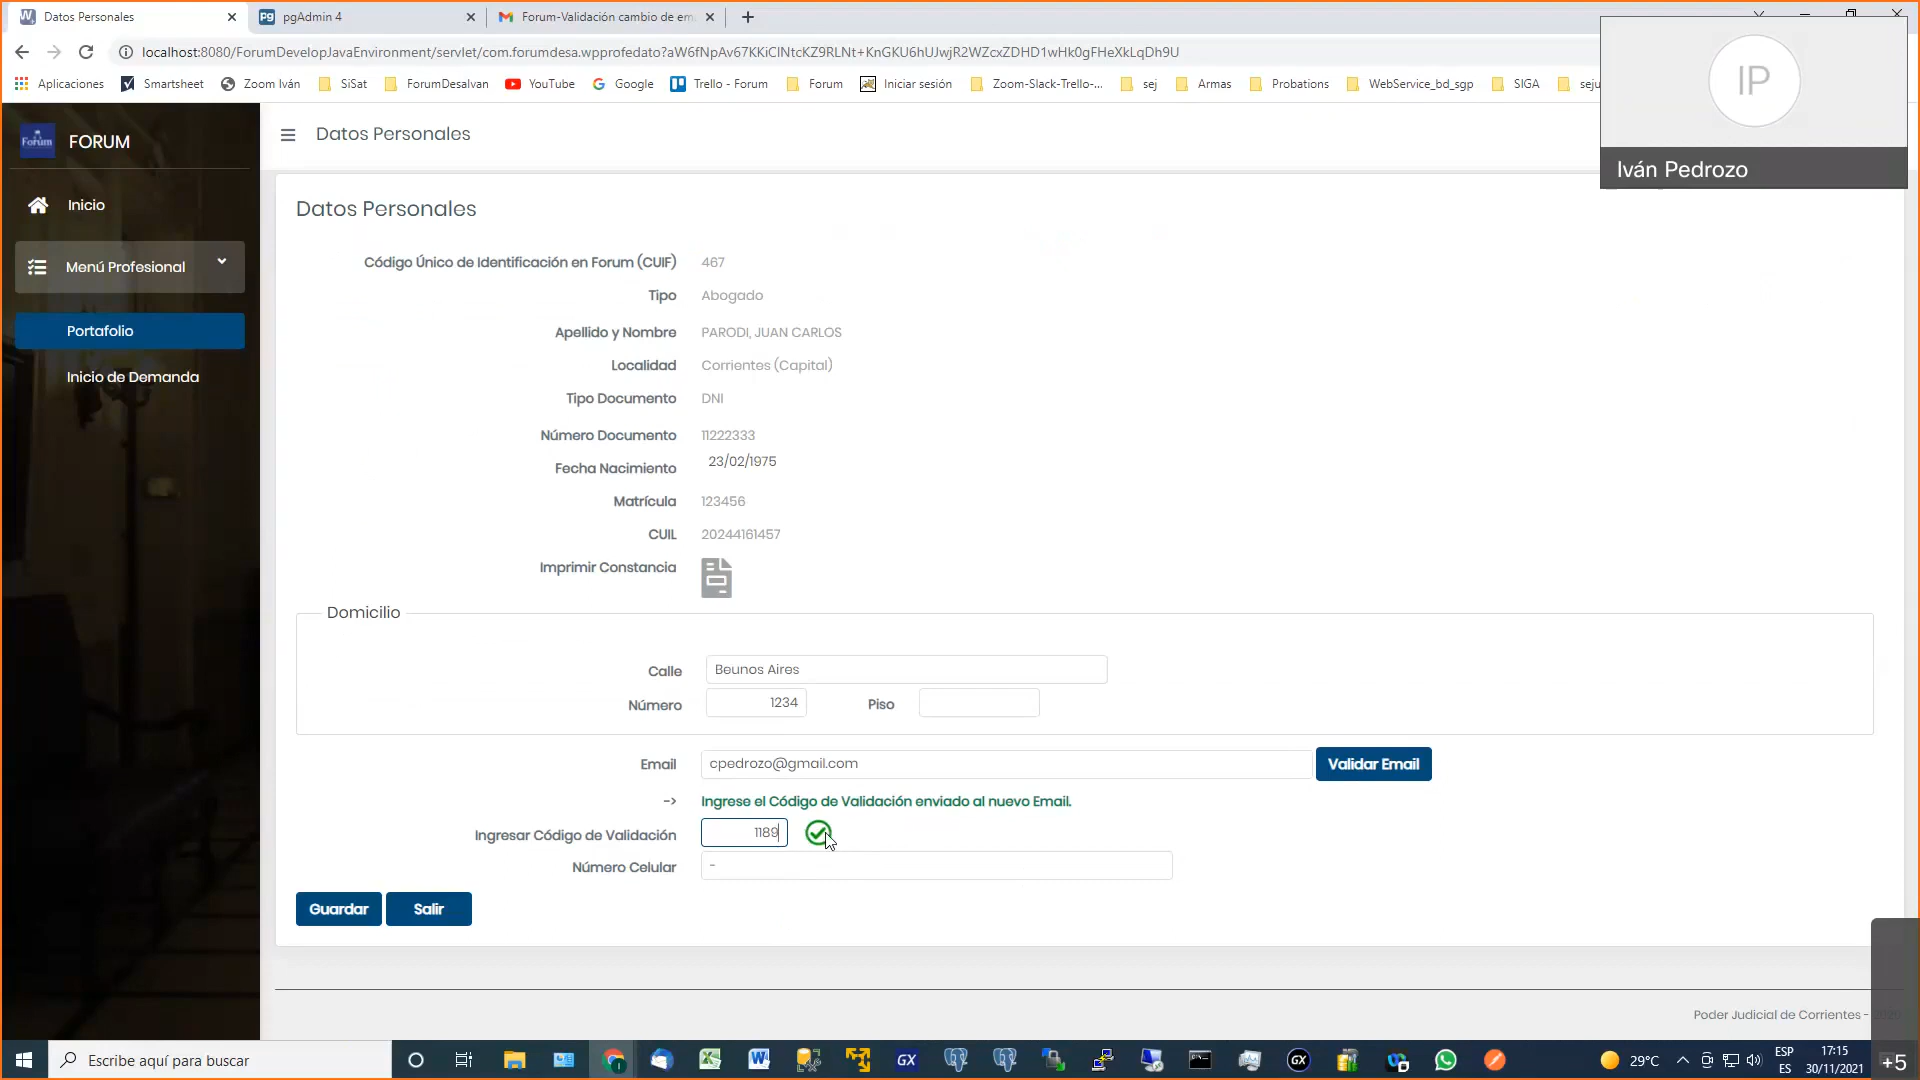 Datos Personales
pgAdmin 4
Forum-Validación cambio de em
localhost:8080/ForumDevelopJavaEnvironment/servlet/com.forumdesa.wpprofedato?aW6fNpAv67KKiClNtcKZ9RLNt+KnGKU6hUJwjR2WZcxZDHD1wHk0gFHeXkLqDh9U
Aplicaciones
Smartsheet
Zoom Iván
SiSat
ForumDesaIvan
YouTube
Google
Trello - Forum
Forum
Iniciar sesión
Zoom-Slack-Trello-...
sej
Armas
Probations
WebService_bd_sgp
SIGA
seju
IP
Iván Pedrozo
Forum
FORUM
Inicio
Menú Profesional
Portafolio
Inicio de Demanda
Datos Personales
Datos Personales
Código Único de Identificación en Forum (CUIF) 467
Tipo Abogado
Apellido y Nombre PARODI, JUAN CARLOS
Localidad Corrientes (Capital)
Tipo Documento DNI
Número Documento 11222333
Fecha Nacimiento 23/02/1975
Matrícula 123456
CUIL 20244161457
Imprimir Constancia
Domicilio
Calle Beunos Aires
Número 1234 Piso
Email cpedrozo@gmail.com Validar Email
-> Ingrese el Código de Validación enviado al nuevo Email.
Ingresar Código de Validación 1189
Número Celular -
Guardar Salir
Poder Judicial de Corrientes -
Escribe aquí para buscar
GX
GX
29°C
ESP
ES
17:15
30/11/2021
+5